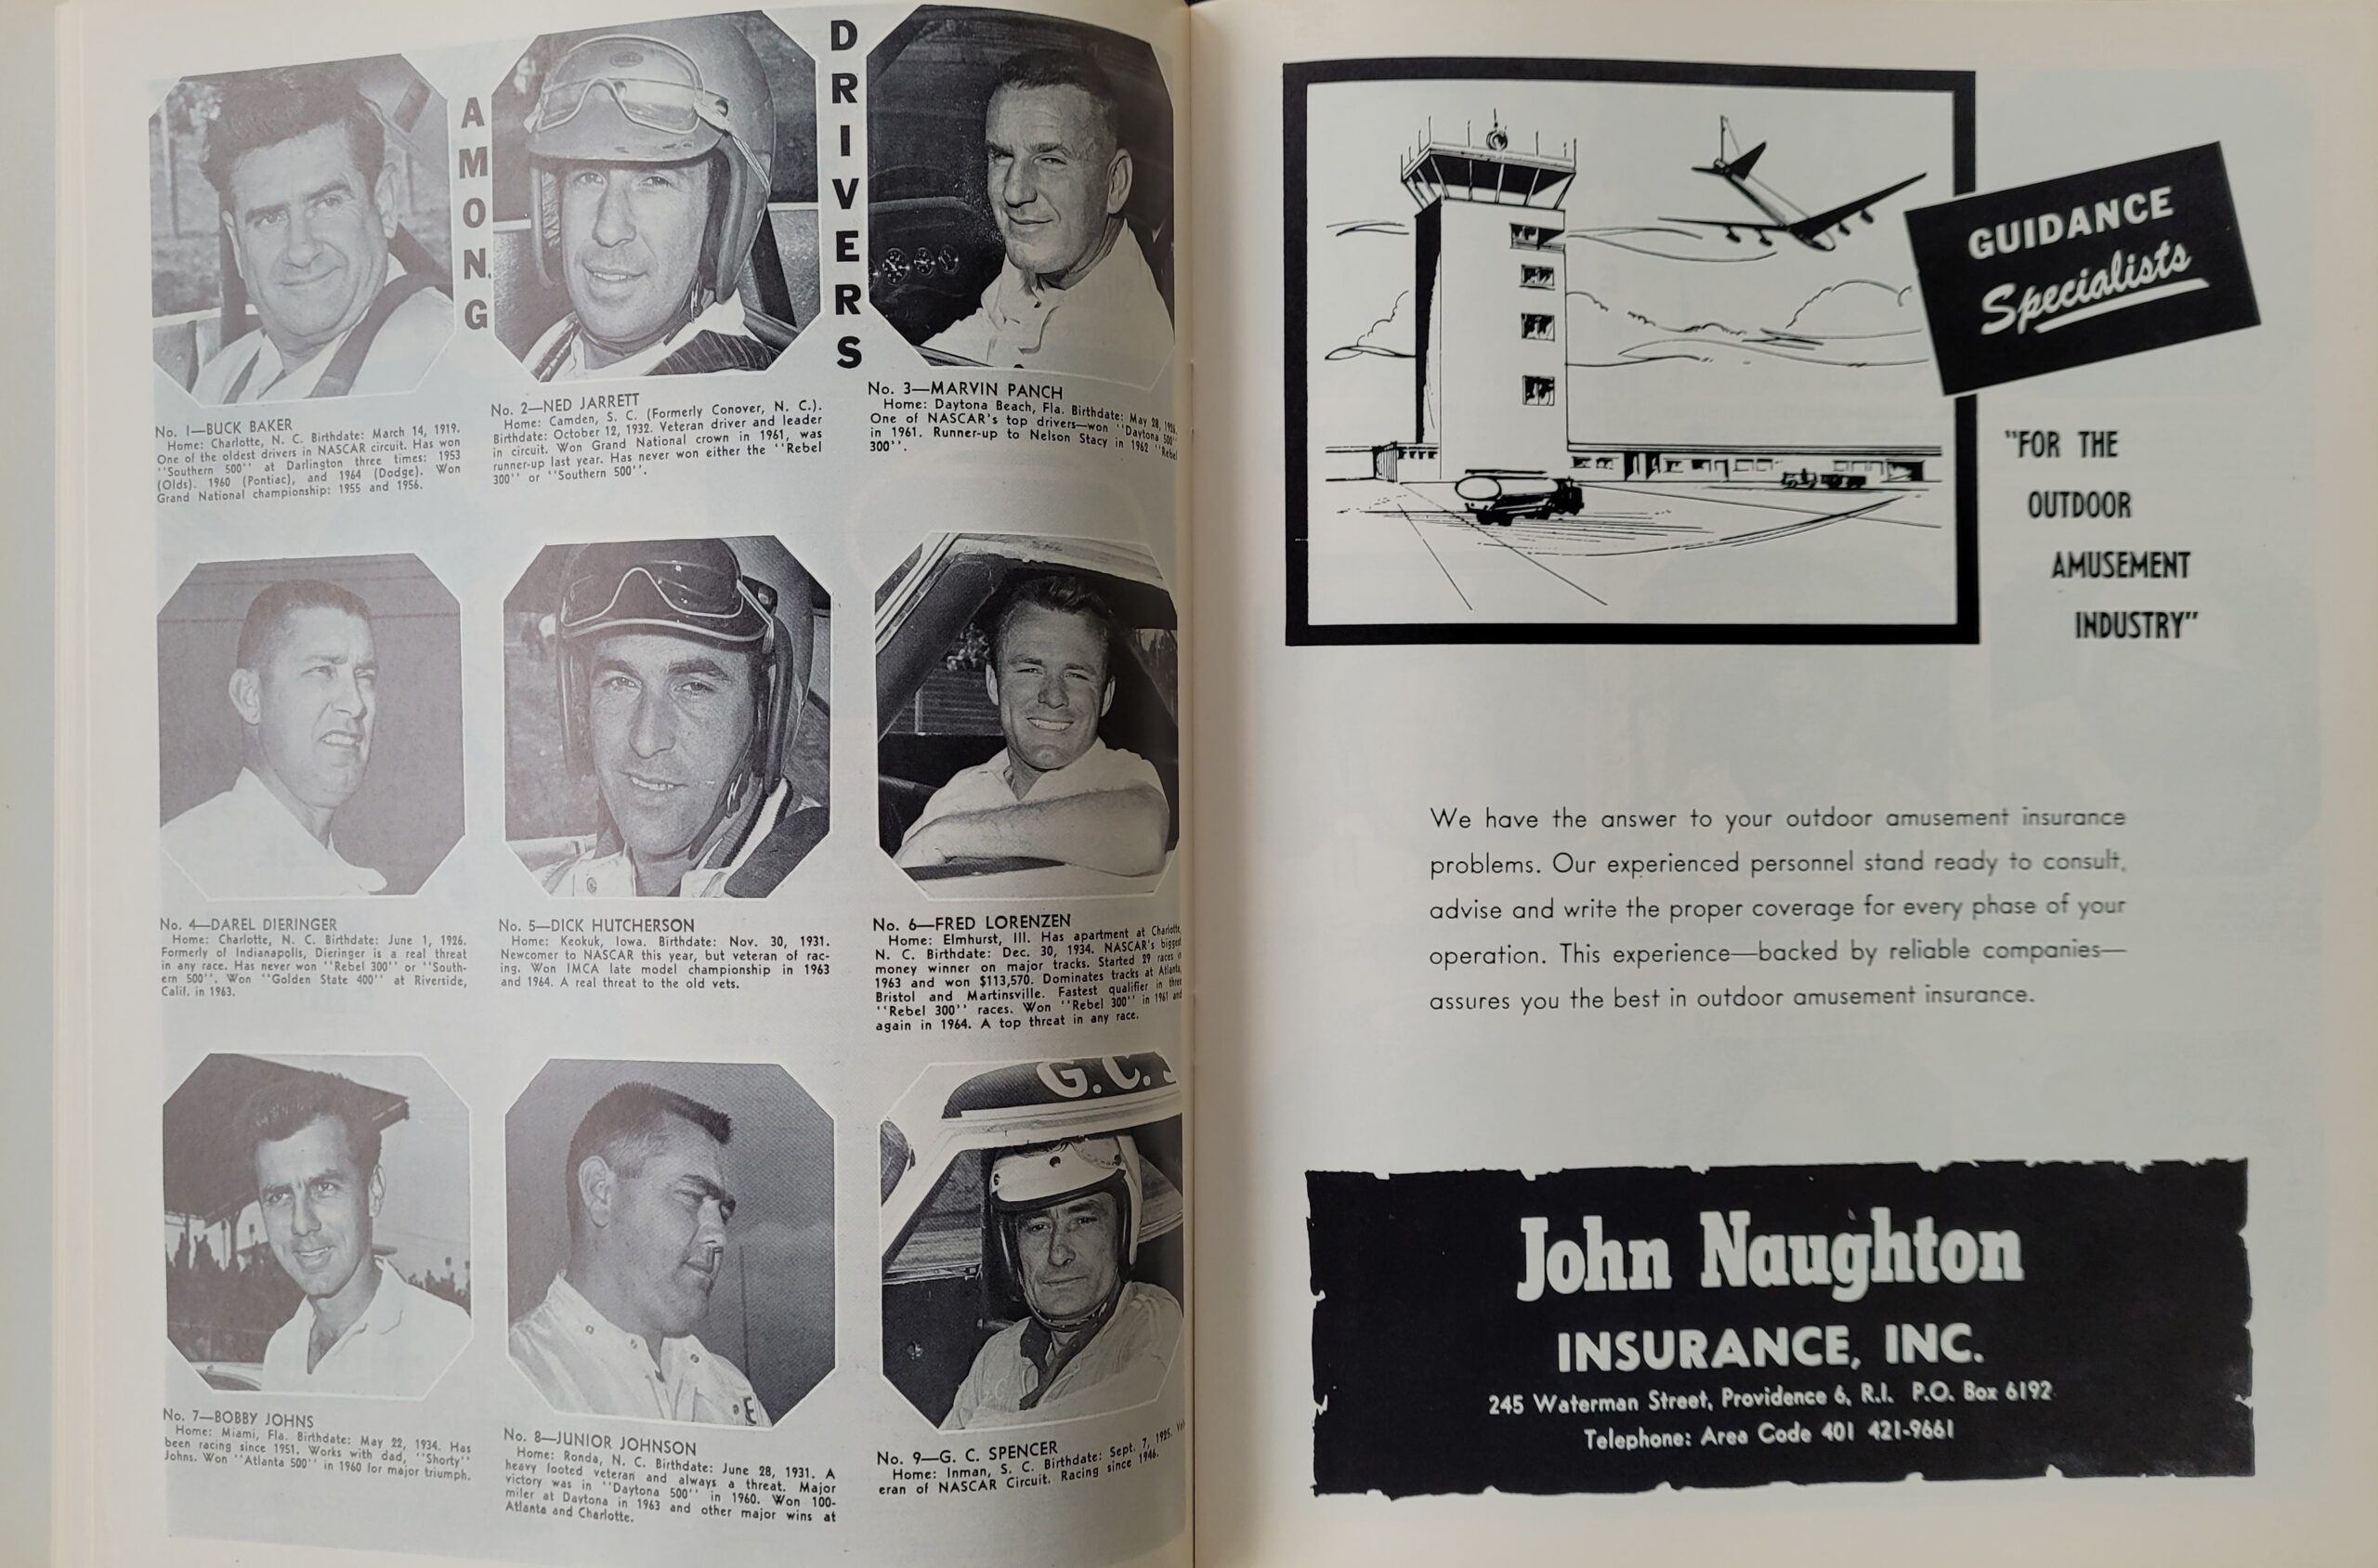 AMONG
DRIVERS
No. 1—BUCK BAKER
Home: Charlotte, N. C. Birthdate: March 14, 1919.
One of the oldest drivers in NASCAR circuit. Has won
''Southern 500'' at Darlington three times: 1953
(Olds). 1960 (Pontiac), and 1964 (Dodge). Won
Grand National championship: 1955 and 1956.
No. 2—NED JARRETT
Home: Camden, S. C. (Formerly Conover, N. C.).
Birthdate: October 12, 1932. Veteran driver and leader
in circuit. Won Grand National crown in 1961, was
runner-up last year. Has never won either the ''Rebel
300'' or ''Southern 500''.
No. 3—MARVIN PANCH
Home: Daytona Beach, Fla. Birthdate: May 28, 1926.
One of NASCAR's top drivers—won ''Daytona 500''
in 1961. Runner-up to Nelson Stacy in 1962 ''Rebel
300''.
No. 4—DAREL DIERINGER
Home: Charlotte, N. C. Birthdate: June 1, 1926.
Formerly of Indianapolis, Dieringer is a real threat
in any race. Has never won ''Rebel 300'' or ''South-
ern 500''. Won ''Golden State 400'' at Riverside,
Calif. in 1963.
No. 5—DICK HUTCHERSON
Home: Keokuk, Iowa. Birthdate: Nov. 30, 1931.
Newcomer to NASCAR this year, but veteran of rac-
ing. Won IMCA late model championship in 1963
and 1964. A real threat to the old vets.
No. 6—FRED LORENZEN
Home: Elmhurst, Ill. Has apartment at Charlotte,
N. C. Birthdate: Dec. 30, 1934. NASCAR's biggest
money winner on major tracks. Started 29 races in
1963 and won $113,570. Dominates tracks at Atlanta,
Bristol and Martinsville. Fastest qualifier in three
''Rebel 300'' races. Won ''Rebel 300'' in 1961 and
again in 1964. A top threat in any race.
G.C.
No. 7—BOBBY JOHNS
Home: Miami, Fla. Birthdate: May 22, 1934. Has
been racing since 1951. Works with dad, ''Shorty''
Johns. Won ''Atlanta 500'' in 1960 for major triumph.
No. 8—JUNIOR JOHNSON
Home: Ronda, N. C. Birthdate: June 28, 1931. A
heavy footed veteran and always a threat. Major
victory was in ''Daytona 500'' in 1960. Won 100-
miler at Daytona in 1963 and other major wins at
Atlanta and Charlotte.
No. 9—G. C. SPENCER
Home: Inman, S. C. Birthdate: Sept. 7, 1925. Vet-
eran of NASCAR Circuit. Racing since 1946.
GUIDANCE
Specialists
"FOR THE
OUTDOOR
AMUSEMENT
INDUSTRY"
We have the answer to your outdoor amusement insurance
problems. Our experienced personnel stand ready to consult,
advise and write the proper coverage for every phase of your
operation. This experience—backed by reliable companies—
assures you the best in outdoor amusement insurance.
John Naughton
INSURANCE, INC.
245 Waterman Street, Providence 6, R.I. P.O. Box 6192
Telephone: Area Code 401 421-9661